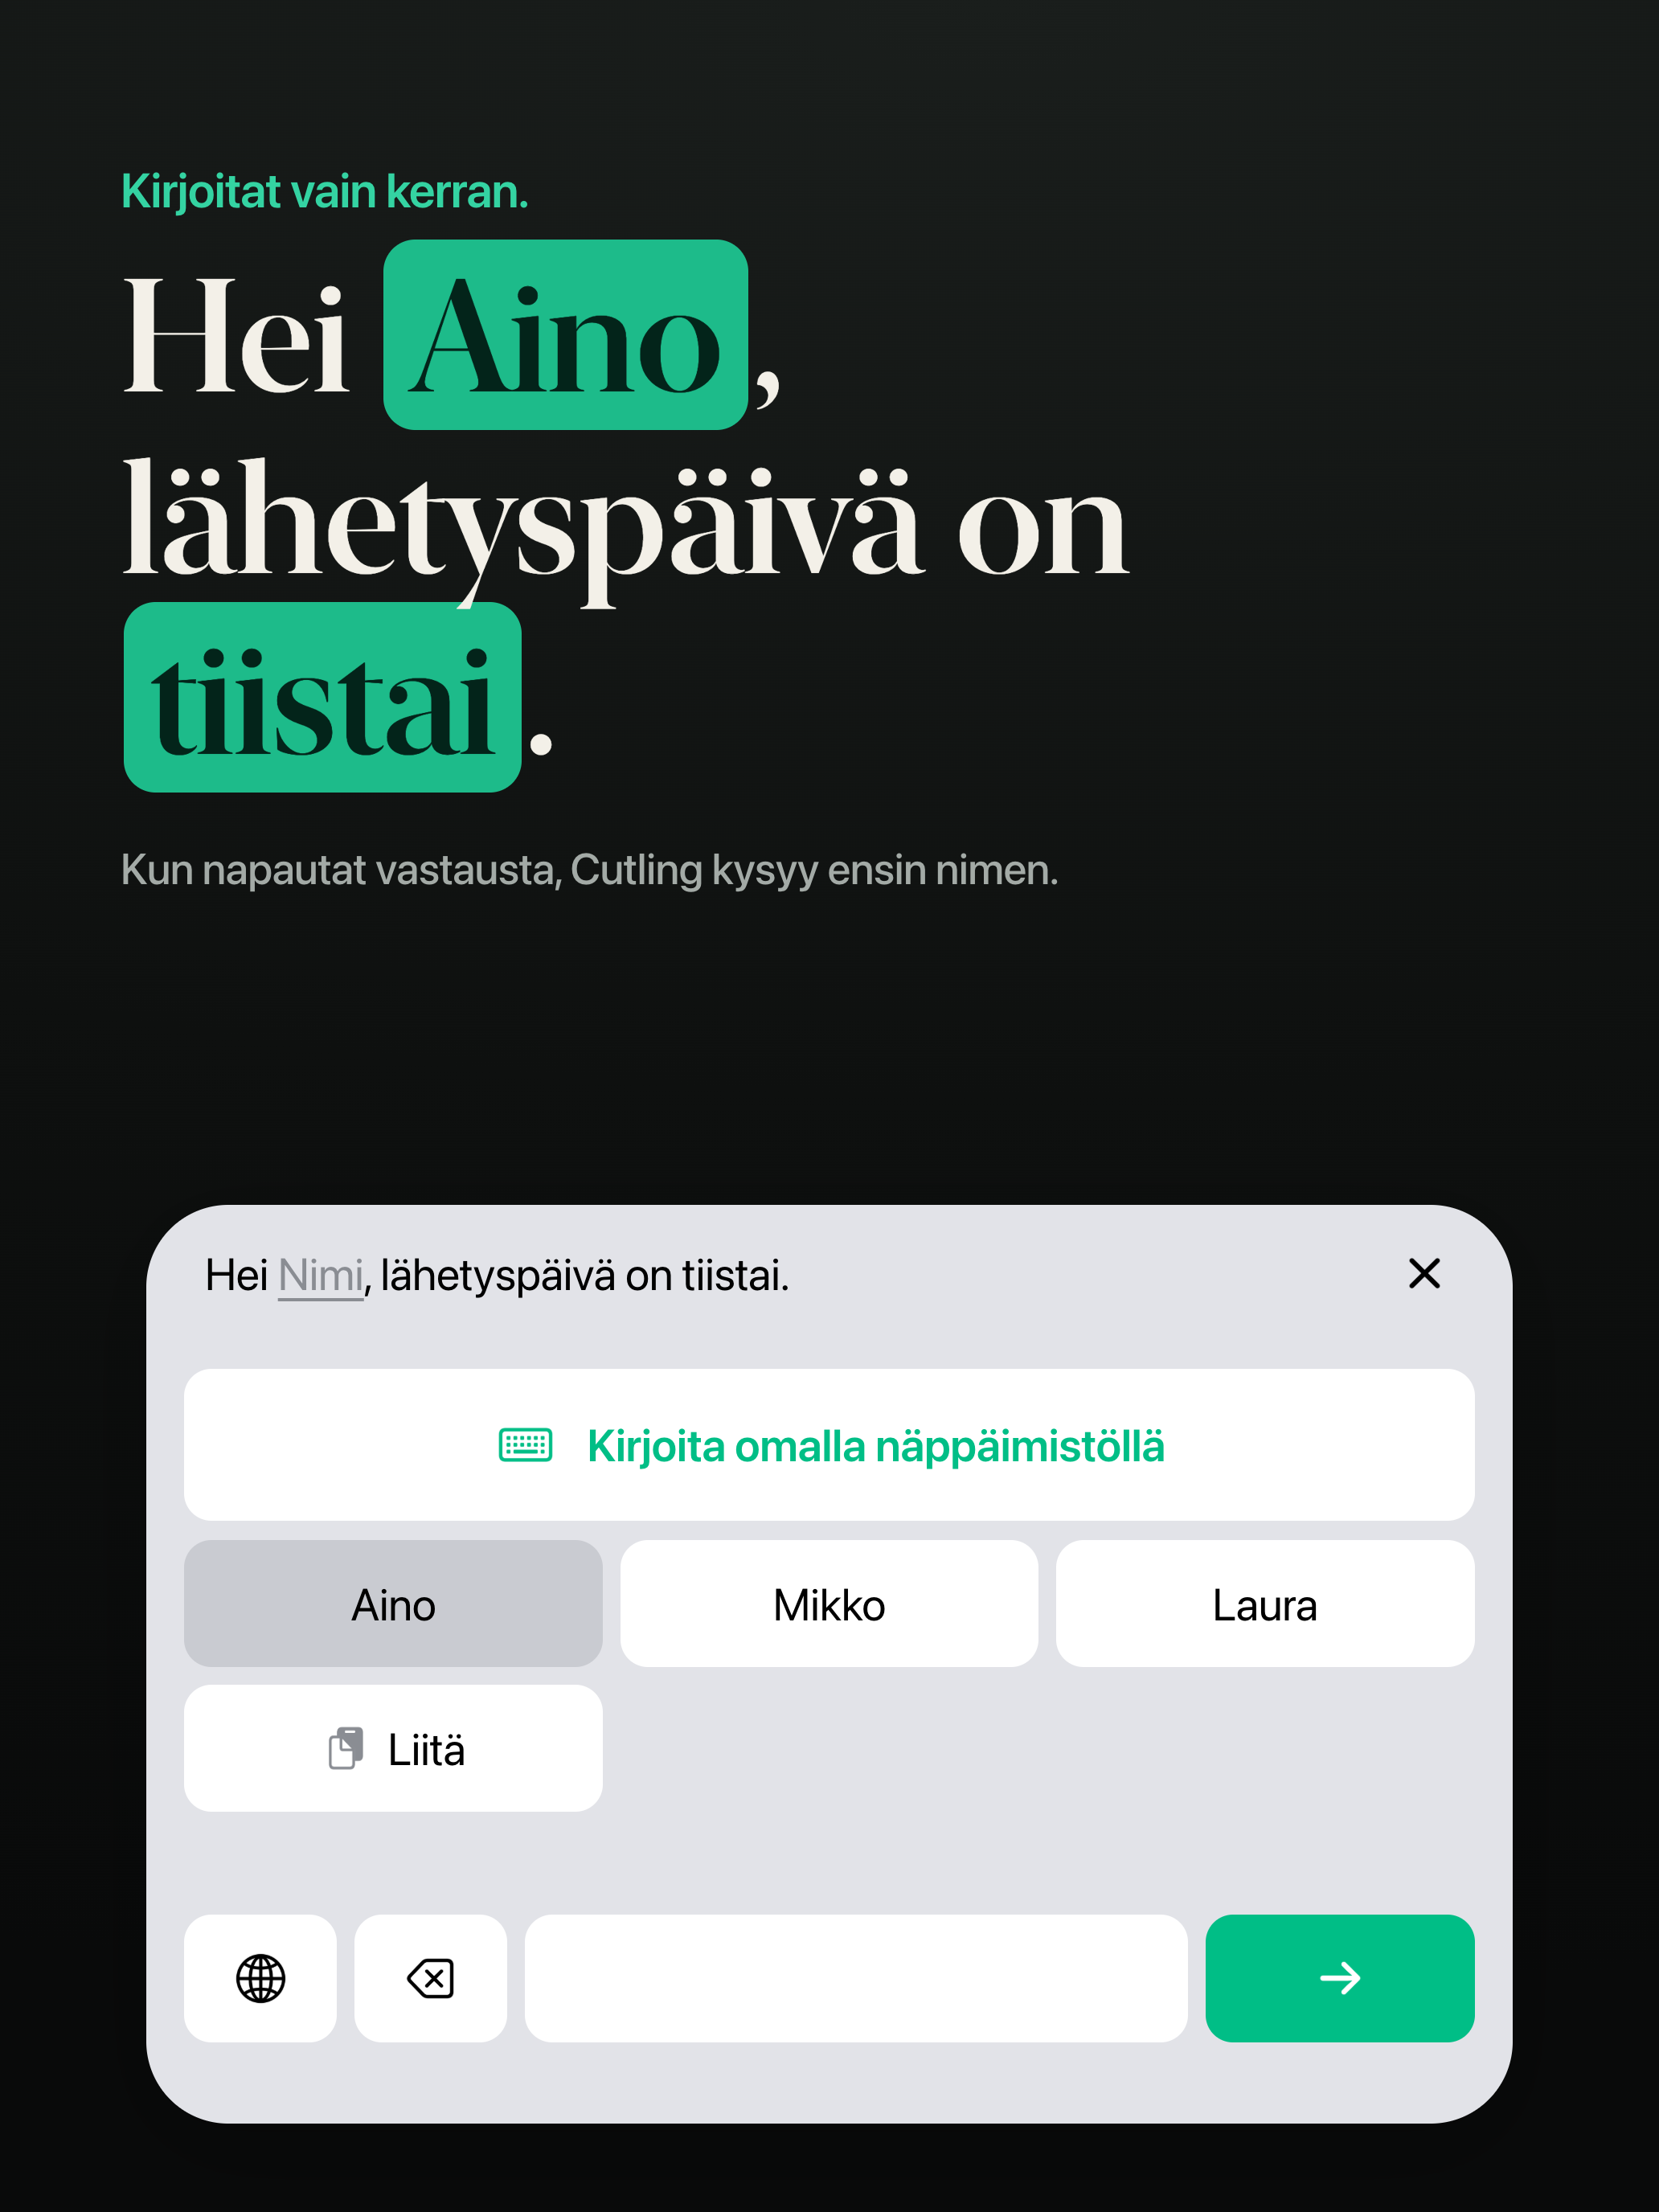 Kirjoitat vain kerran.
Hei Aino,
lähetyspäivä on
tiistai.
Kun napautat vastausta, Cutling kysyy ensin nimen.
Hei Nimi, lähetyspäivä on tiistai.
Kirjoita omalla näppäimistöllä
Aino
Mikko
Laura
Liitä